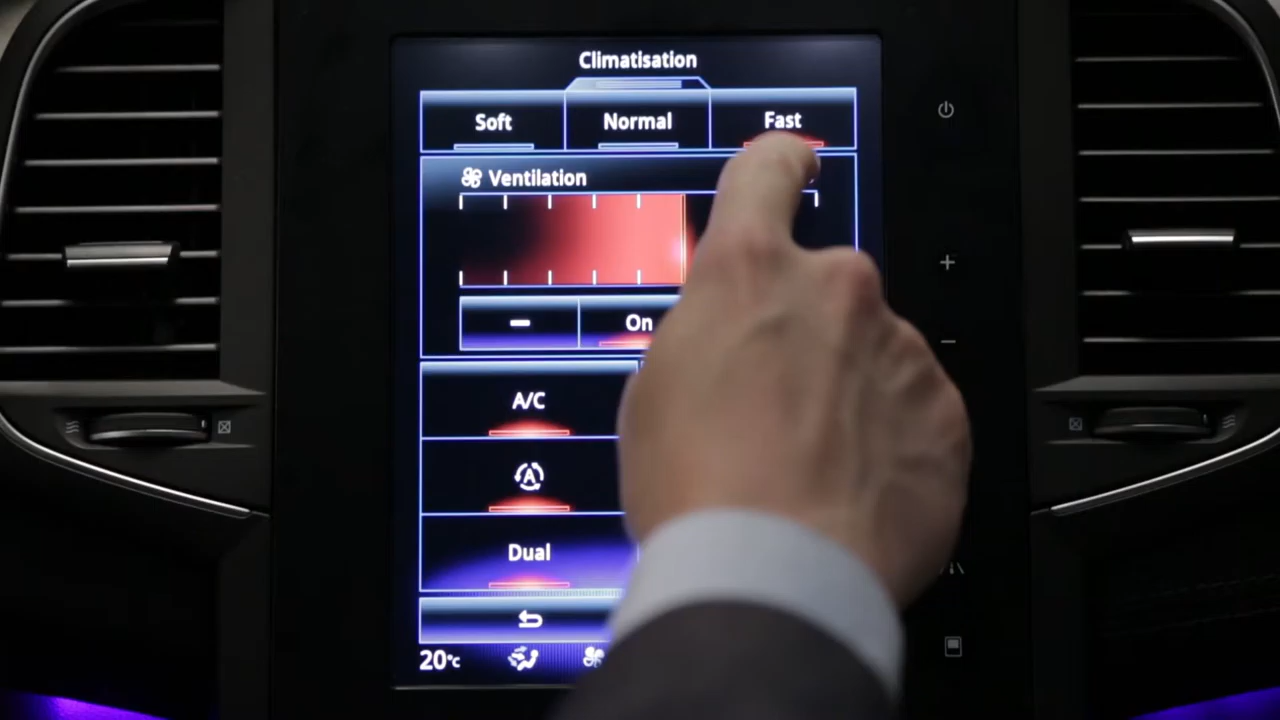 Climatisation
Soft Normal Fast
Ventilation
On
A/C
A
Dual
20°C